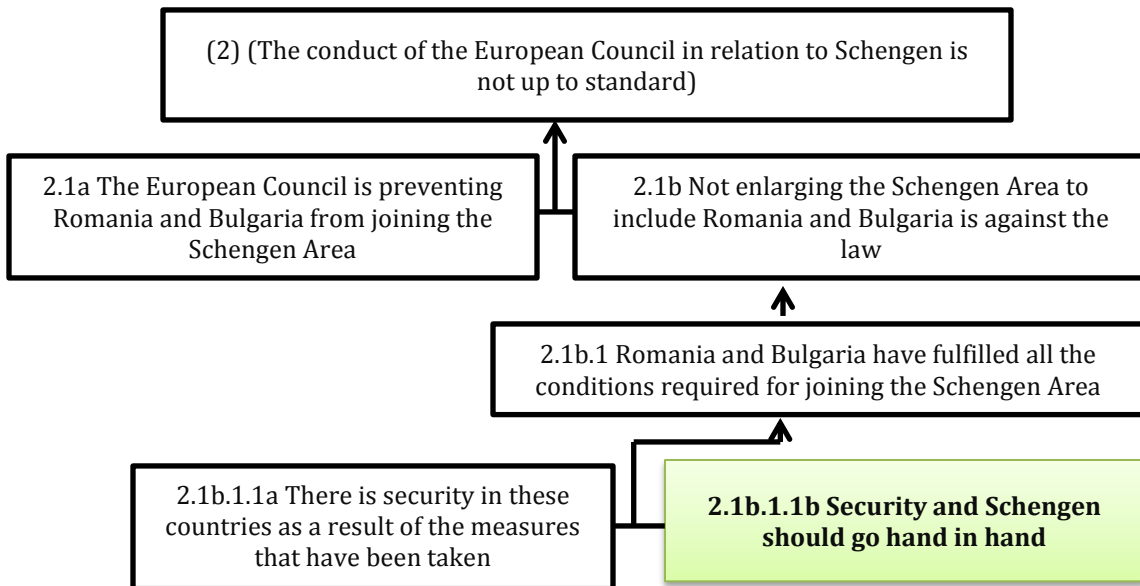 (2) (The conduct of the European Council in relation to Schengen is
not up to standard)
2.1a The European Council is preventing
Romania and Bulgaria from joining the
Schengen Area
2.1b Not enlarging the Schengen Area to
include Romania and Bulgaria is against the
law
2.1b.1 Romania and Bulgaria have fulfilled all the
conditions required for joining the Schengen Area
2.1b.1.1a There is security in these
countries as a result of the measures
that have been taken
2.1b.1.1b Security and Schengen
should go hand in hand